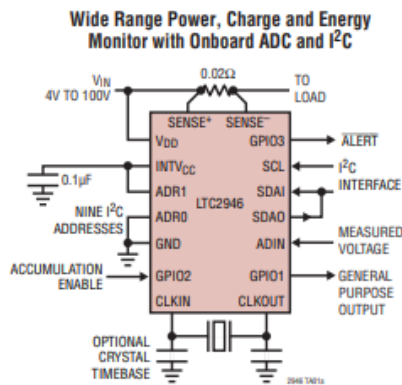 Wide Range Power, Charge and Energy
Monitor with Onboard ADC and I²C
VIN
4V TO 100V
0.02Ω
TO
LOAD
SENSE+
SENSE–
VDD
GPIO3
ALERT
INTVCC
SCL
I²C
INTERFACE
0.1µF
ADR1
LTC2946
SDAI
NINE I²C
ADDRESSES
ADR0
SDAO
GND
ADIN
MEASURED
VOLTAGE
ACCUMULATION
ENABLE
GPIO2
GPIO1
GENERAL
PURPOSE
OUTPUT
CLKIN
CLKOUT
OPTIONAL
CRYSTAL
TIMEBASE
2946 TA01a